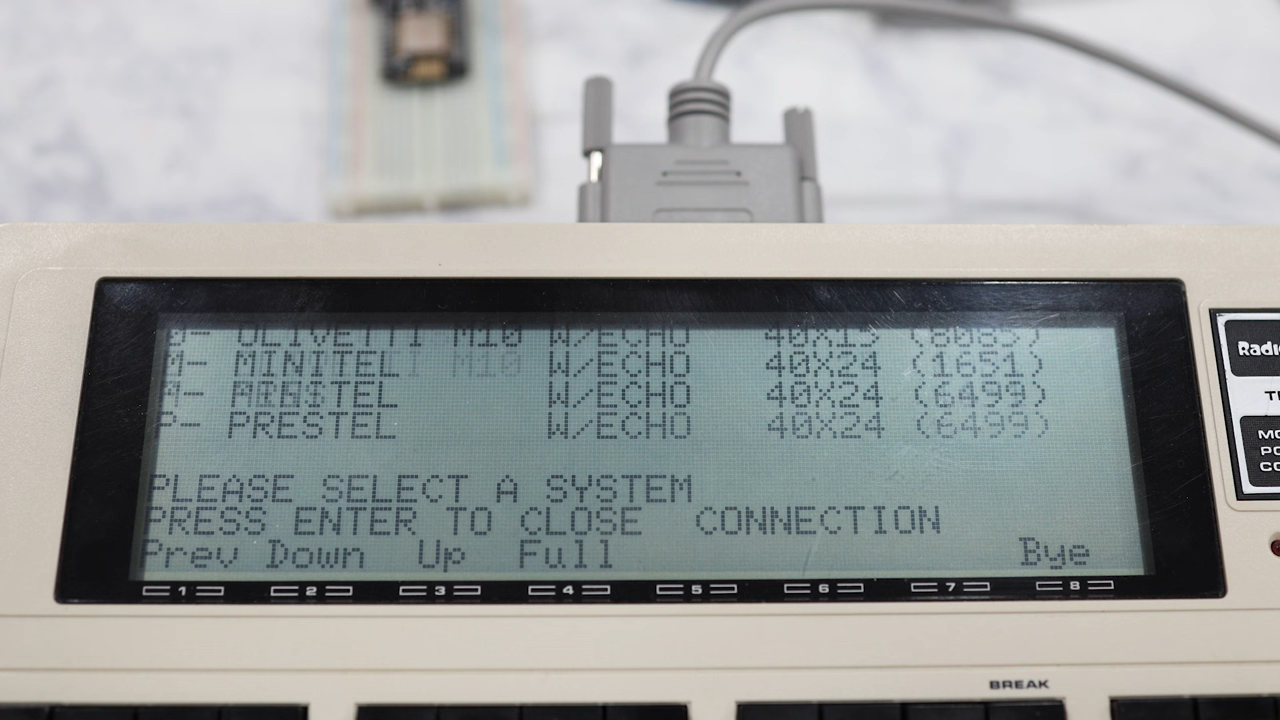 - OLIVETTI M10 W/ECHO 40X15 (8085)
M- MINITEL W/ECHO 40X24 (1651)
W/ECHO 40X24 (6499)
P- PRESTEL W/ECHO 40X24 (6499)
PLEASE SELECT A SYSTEM
PRESS ENTER TO CLOSE CONNECTION
Prev Down Up Full Bye
1 2 3 4 5 6 7 8
BREAK